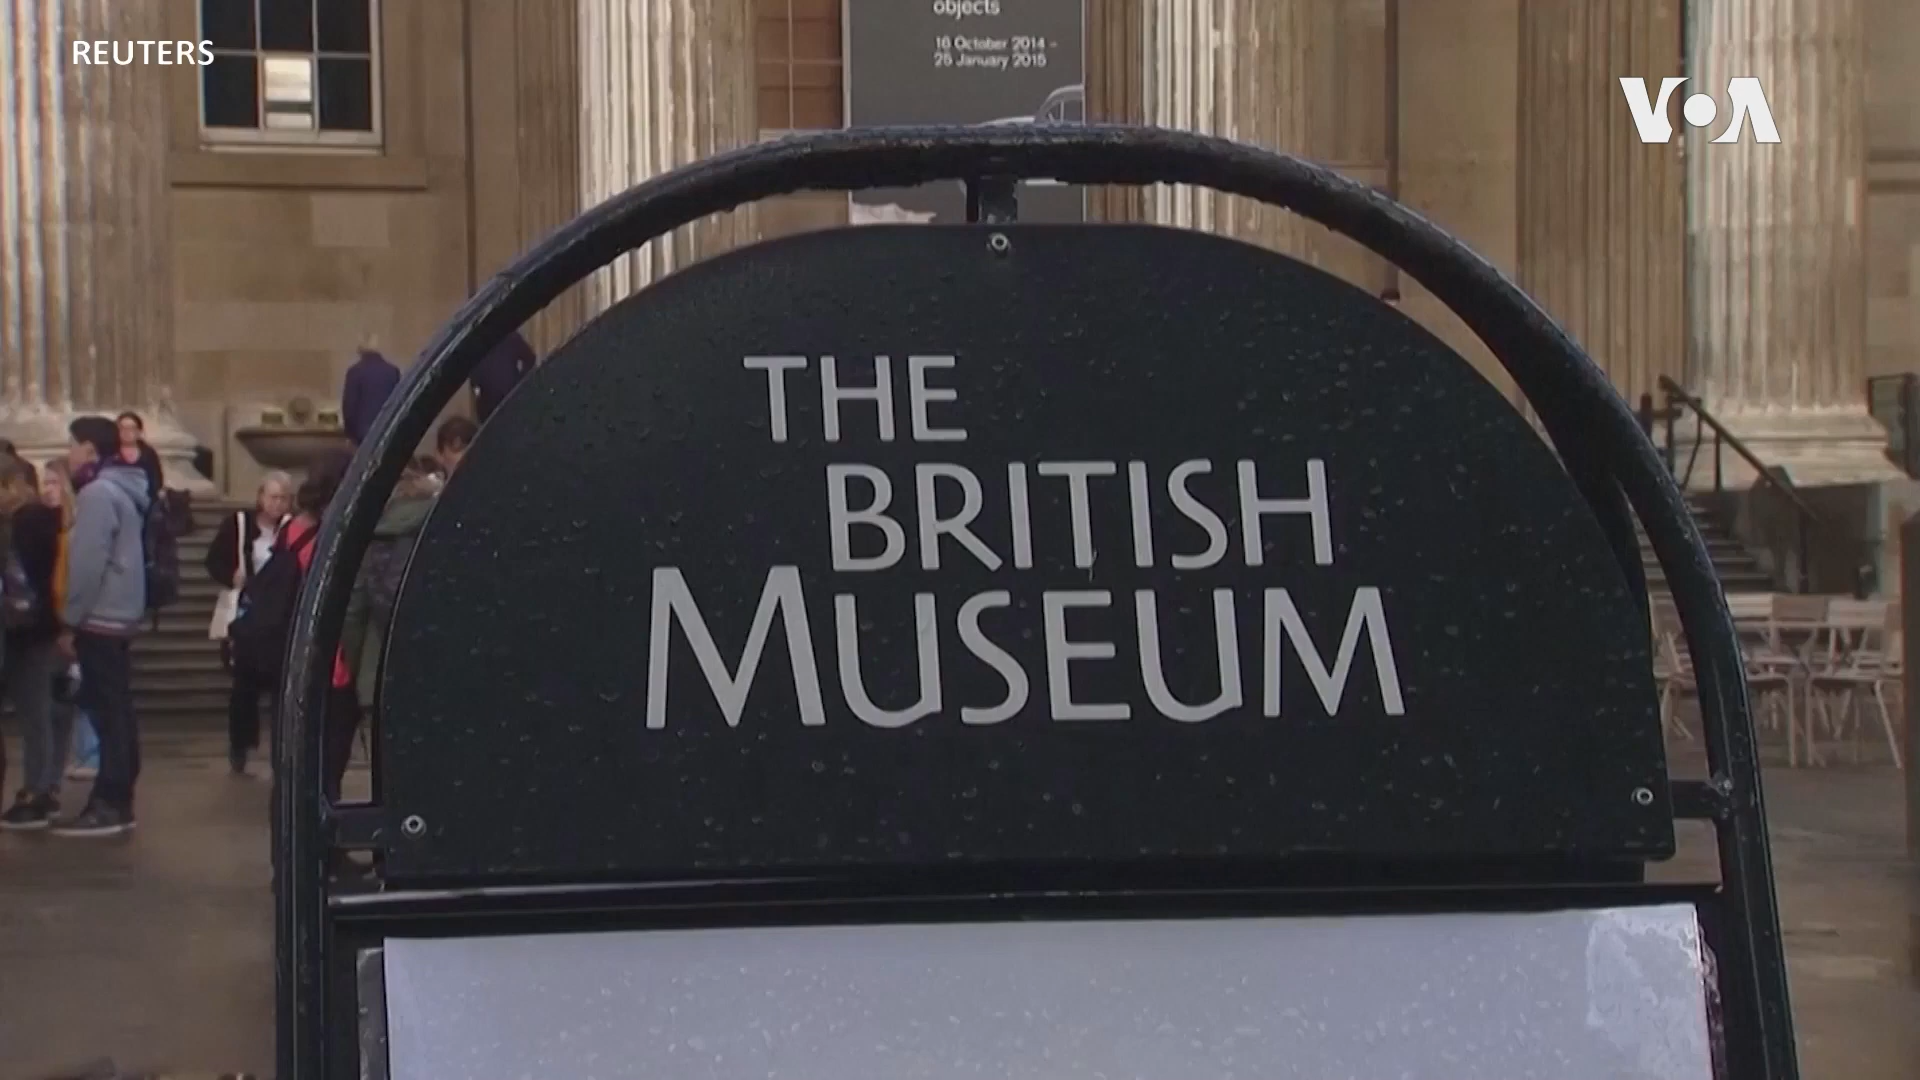 REUTERS
VOA
objects
16 October 2014 –
25 January 2015
THE
BRITISH
MUSEUM